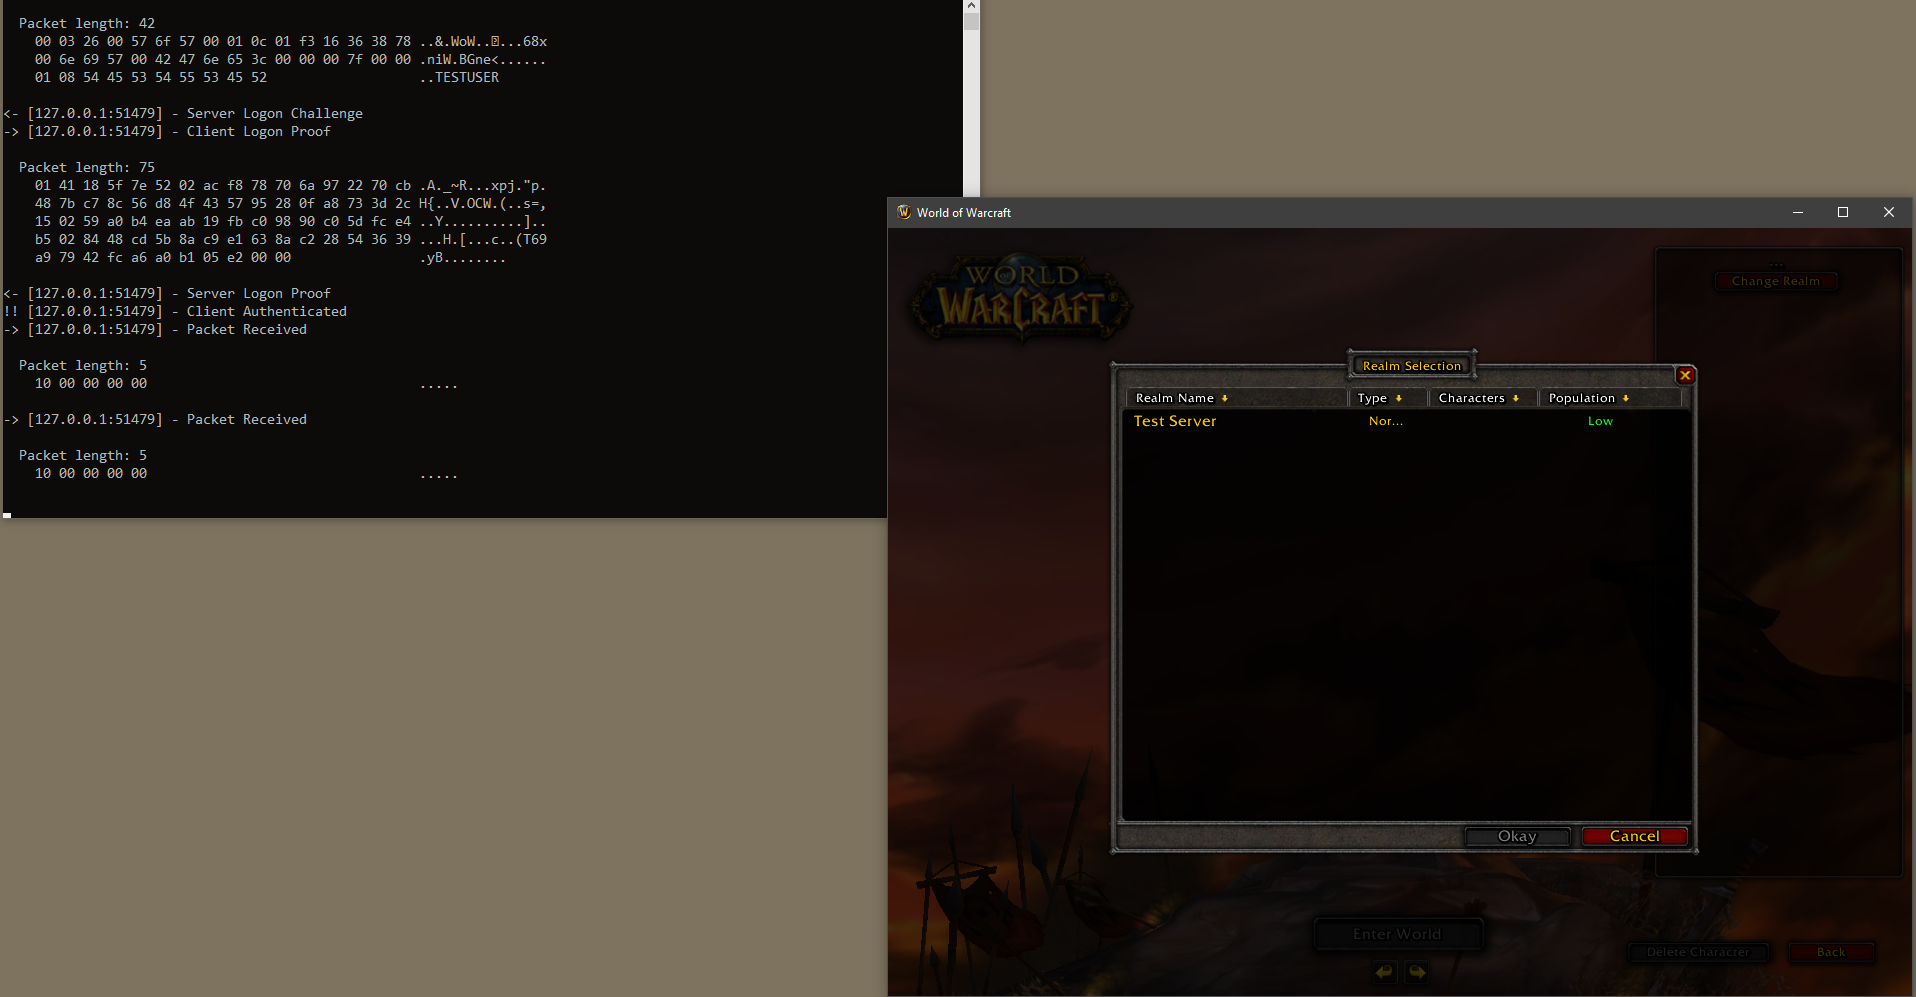 Packet length: 42
00 03 26 00 57 6f 57 00 01 0c 01 f3 16 36 38 78 ..&.WoW..⍰...68x
00 6e 69 57 00 42 47 6e 65 3c 00 00 00 7f 00 00 .niW.BGne<......
01 08 54 45 53 54 55 53 45 52 ..TESTUSER
<- [127.0.0.1:51479] - Server Logon Challenge
-> [127.0.0.1:51479] - Client Logon Proof
Packet length: 75
01 41 18 5f 7e 52 02 ac f8 78 70 6a 97 22 70 cb .A._~R...xpj."p.
48 7b c7 8c 56 d8 4f 43 57 95 28 0f a8 73 3d 2c H{..V.OCW.(..s=,
15 02 59 a0 b4 ea ab 19 fb c0 98 90 c0 5d fc e4 ..Y..........]..
b5 02 84 48 cd 5b 8a c9 e1 63 8a c2 28 54 36 39 ...H.[...c..(T69
a9 79 42 fc a6 a0 b1 05 e2 00 00 .yB........
<- [127.0.0.1:51479] - Server Logon Proof
!! [127.0.0.1:51479] - Client Authenticated
-> [127.0.0.1:51479] - Packet Received
Packet length: 5
10 00 00 00 00 .....
-> [127.0.0.1:51479] - Packet Received
Packet length: 5
10 00 00 00 00 .....
World of Warcraft
WORLD OF WARCRAFT®
...
Change Realm
Realm Selection
Realm Name Type Characters Population
Test Server Nor... Low
Okay Cancel
Enter World
Delete Character Back